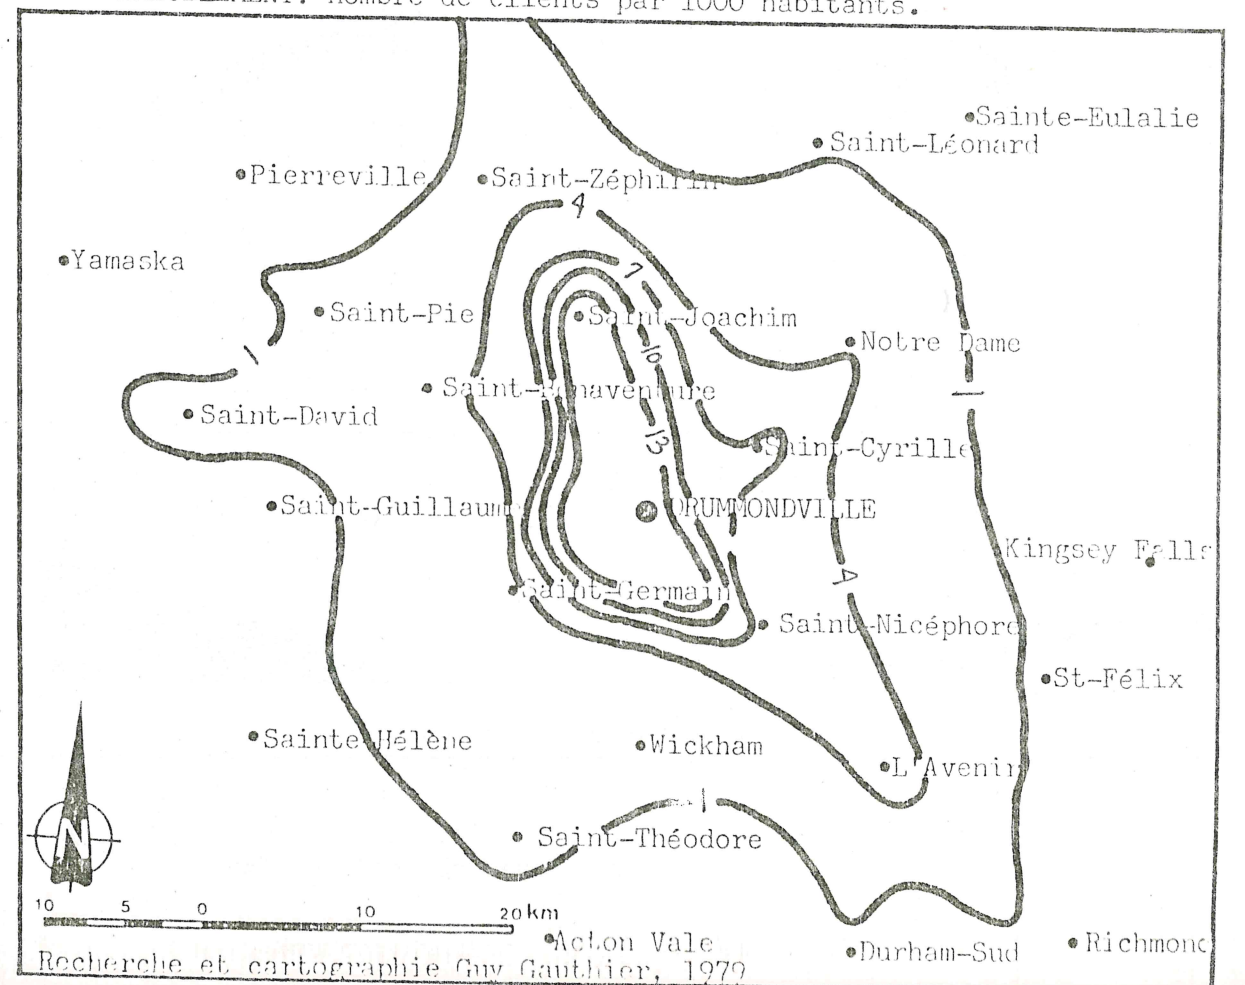 Nombre de clients par 1000 habitants.
Sainte-Eulalie
Saint-Léonard
Pierreville
Saint-Zéphirin
4
Yamaska
7
Saint-Pie
Saint-Joachim
Notre Dame
1
10
Saint-Bonaventure
1
Saint-David
13
Saint-Cyrille
Saint-Guillaume
DRUMMONDVILLE
Kingsey Falls
4
Saint-Germain
Saint-Nicéphore
St-Félix
Sainte Hélène
Wickham
L'Avenir
1
N
Saint-Théodore
10 5 0 10 20 km
Acton Vale
Durham-Sud
Richmond
Recherche et cartographie Guy Gauthier, 1979